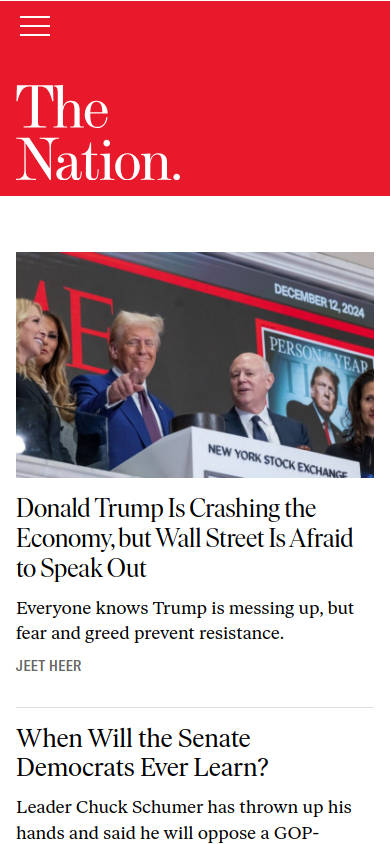 The
Nation.
DECEMBER 12, 2024
ME
PERSON OF THE YEAR
NEW YORK STOCK EXCHANGE
Donald Trump Is Crashing the
Economy, but Wall Street Is Afraid
to Speak Out
Everyone knows Trump is messing up, but
fear and greed prevent resistance.
JEET HEER
When Will the Senate
Democrats Ever Learn?
Leader Chuck Schumer has thrown up his
hands and said he will oppose a GOP-